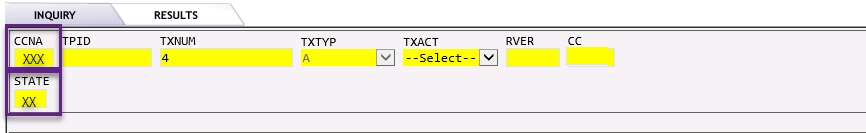 INQUIRY RESULTS
CCNA TPID TXNUM TXTYP TXACT RVER CC
XXX 4 A --Select--
STATE
XX